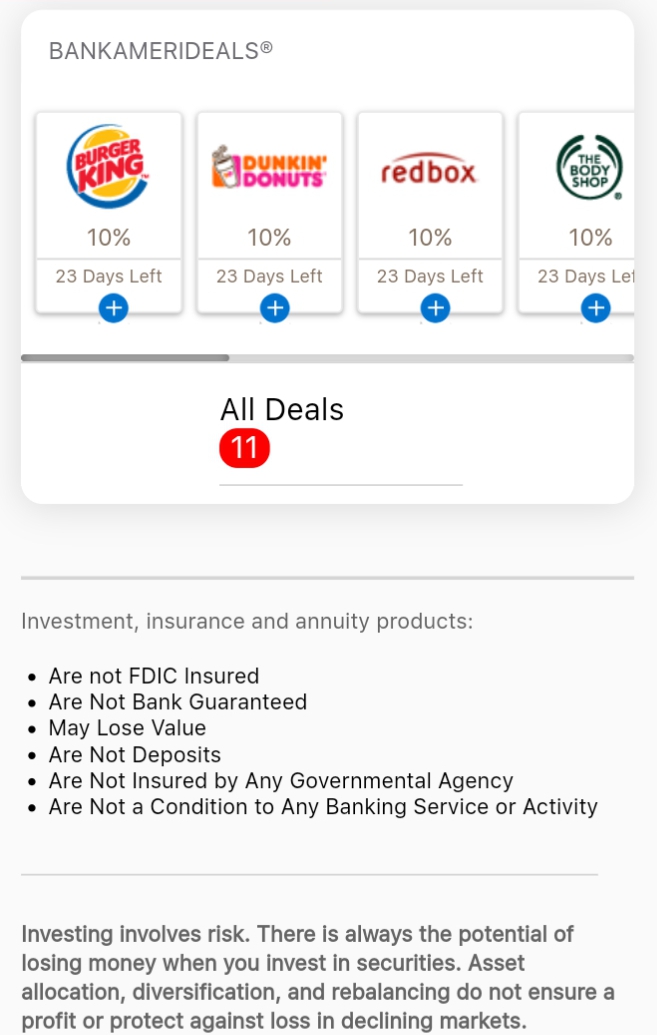 BANKAMERIDEALS®
BURGER KING™
DUNKIN' DONUTS
redbox
THE BODY SHOP®
10%
10%
10%
10%
23 Days Left
23 Days Left
23 Days Left
23 Days Lef
All Deals
11
Investment, insurance and annuity products:
• Are not FDIC Insured
• Are Not Bank Guaranteed
• May Lose Value
• Are Not Deposits
• Are Not Insured by Any Governmental Agency
• Are Not a Condition to Any Banking Service or Activity
Investing involves risk. There is always the potential of
losing money when you invest in securities. Asset
allocation, diversification, and rebalancing do not ensure a
profit or protect against loss in declining markets.